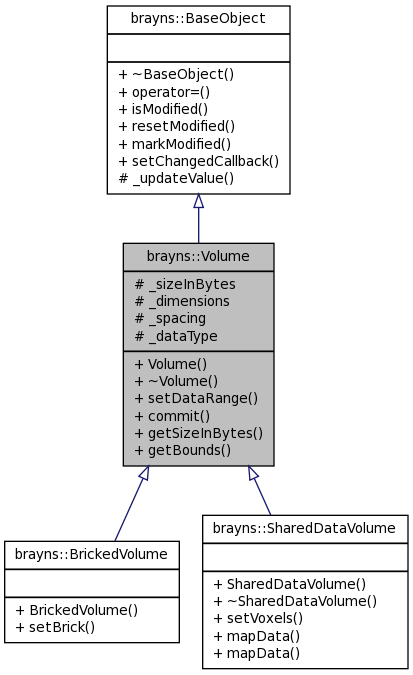 brayns::BaseObject
+ ~BaseObject()
+ operator=()
+ isModified()
+ resetModified()
+ markModified()
+ setChangedCallback()
# _updateValue()
brayns::Volume
# _sizeInBytes
# _dimensions
# _spacing
# _dataType
+ Volume()
+ ~Volume()
+ setDataRange()
+ commit()
+ getSizeInBytes()
+ getBounds()
brayns::BrickedVolume
+ BrickedVolume()
+ setBrick()
brayns::SharedDataVolume
+ SharedDataVolume()
+ ~SharedDataVolume()
+ setVoxels()
+ mapData()
+ mapData()